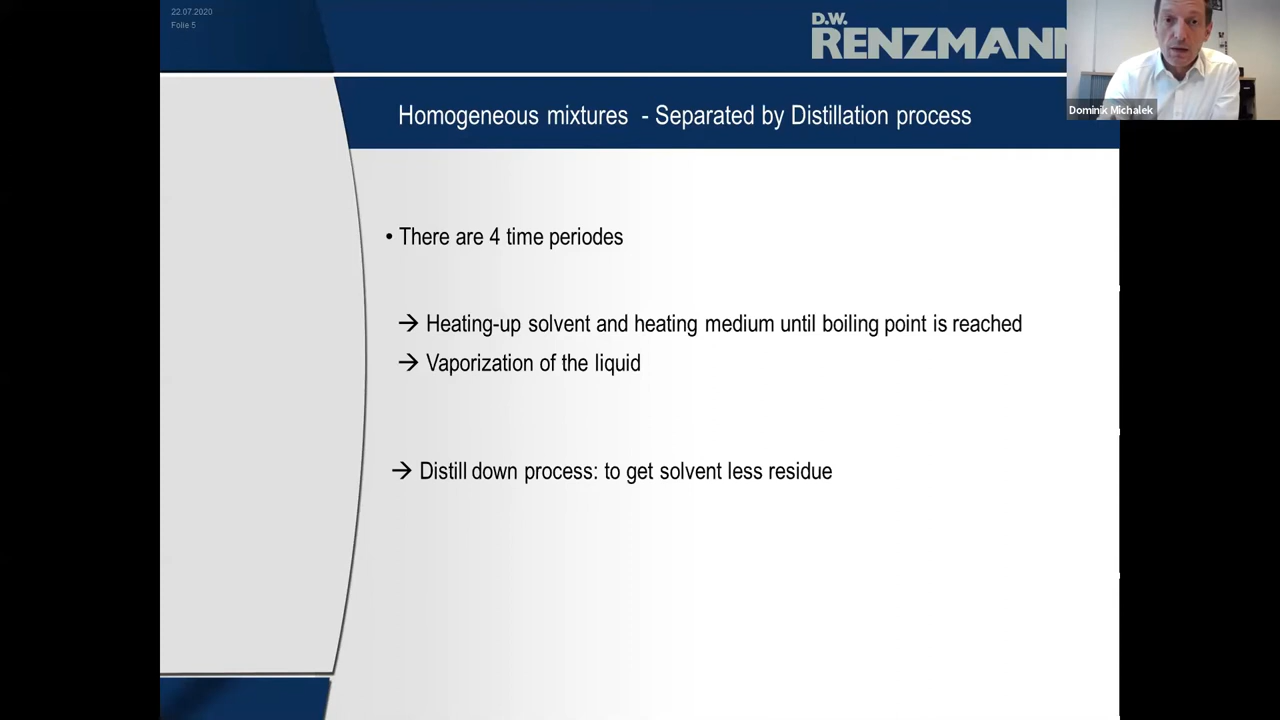 22.07.2020
Folie 5
D.W.
RENZMANN
Dominik Michalek
Homogeneous mixtures - Separated by Distillation process
• There are 4 time periodes
→ Heating-up solvent and heating medium until boiling point is reached
→ Vaporization of the liquid
→ Distill down process: to get solvent less residue